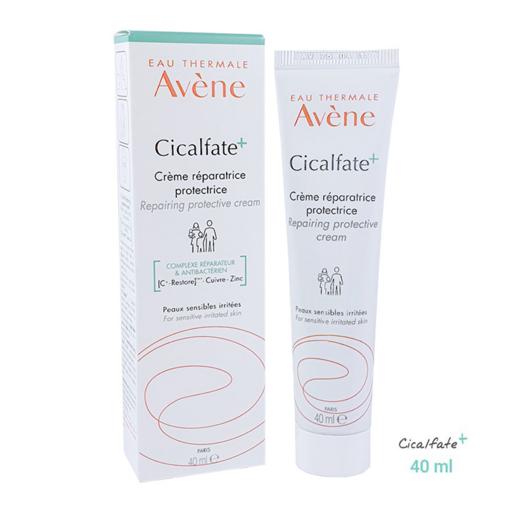 EAU THERMALE
Avène
Cicalfate+
Crème réparatrice
protectrice
Repairing protective cream
COMPLEXE RÉPARATEUR
& ANTIBACTÉRIEN
Cuivre - Zinc
Peaux sensibles irritées
For sensitive irritated skin
PARIS
40 ml ℮
EAU THERMALE
Avène
Cicalfate+
Crème réparatrice
protectrice
Repairing protective
cream
Peaux sensibles irritées
For sensitive irritated skin
PARIS
40 ml ℮
Cicalfate+
40 ml